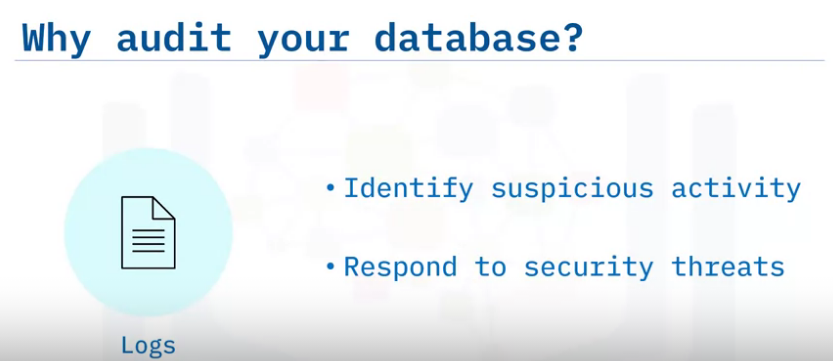 Why audit your database?
• Identify suspicious activity
• Respond to security threats
Logs